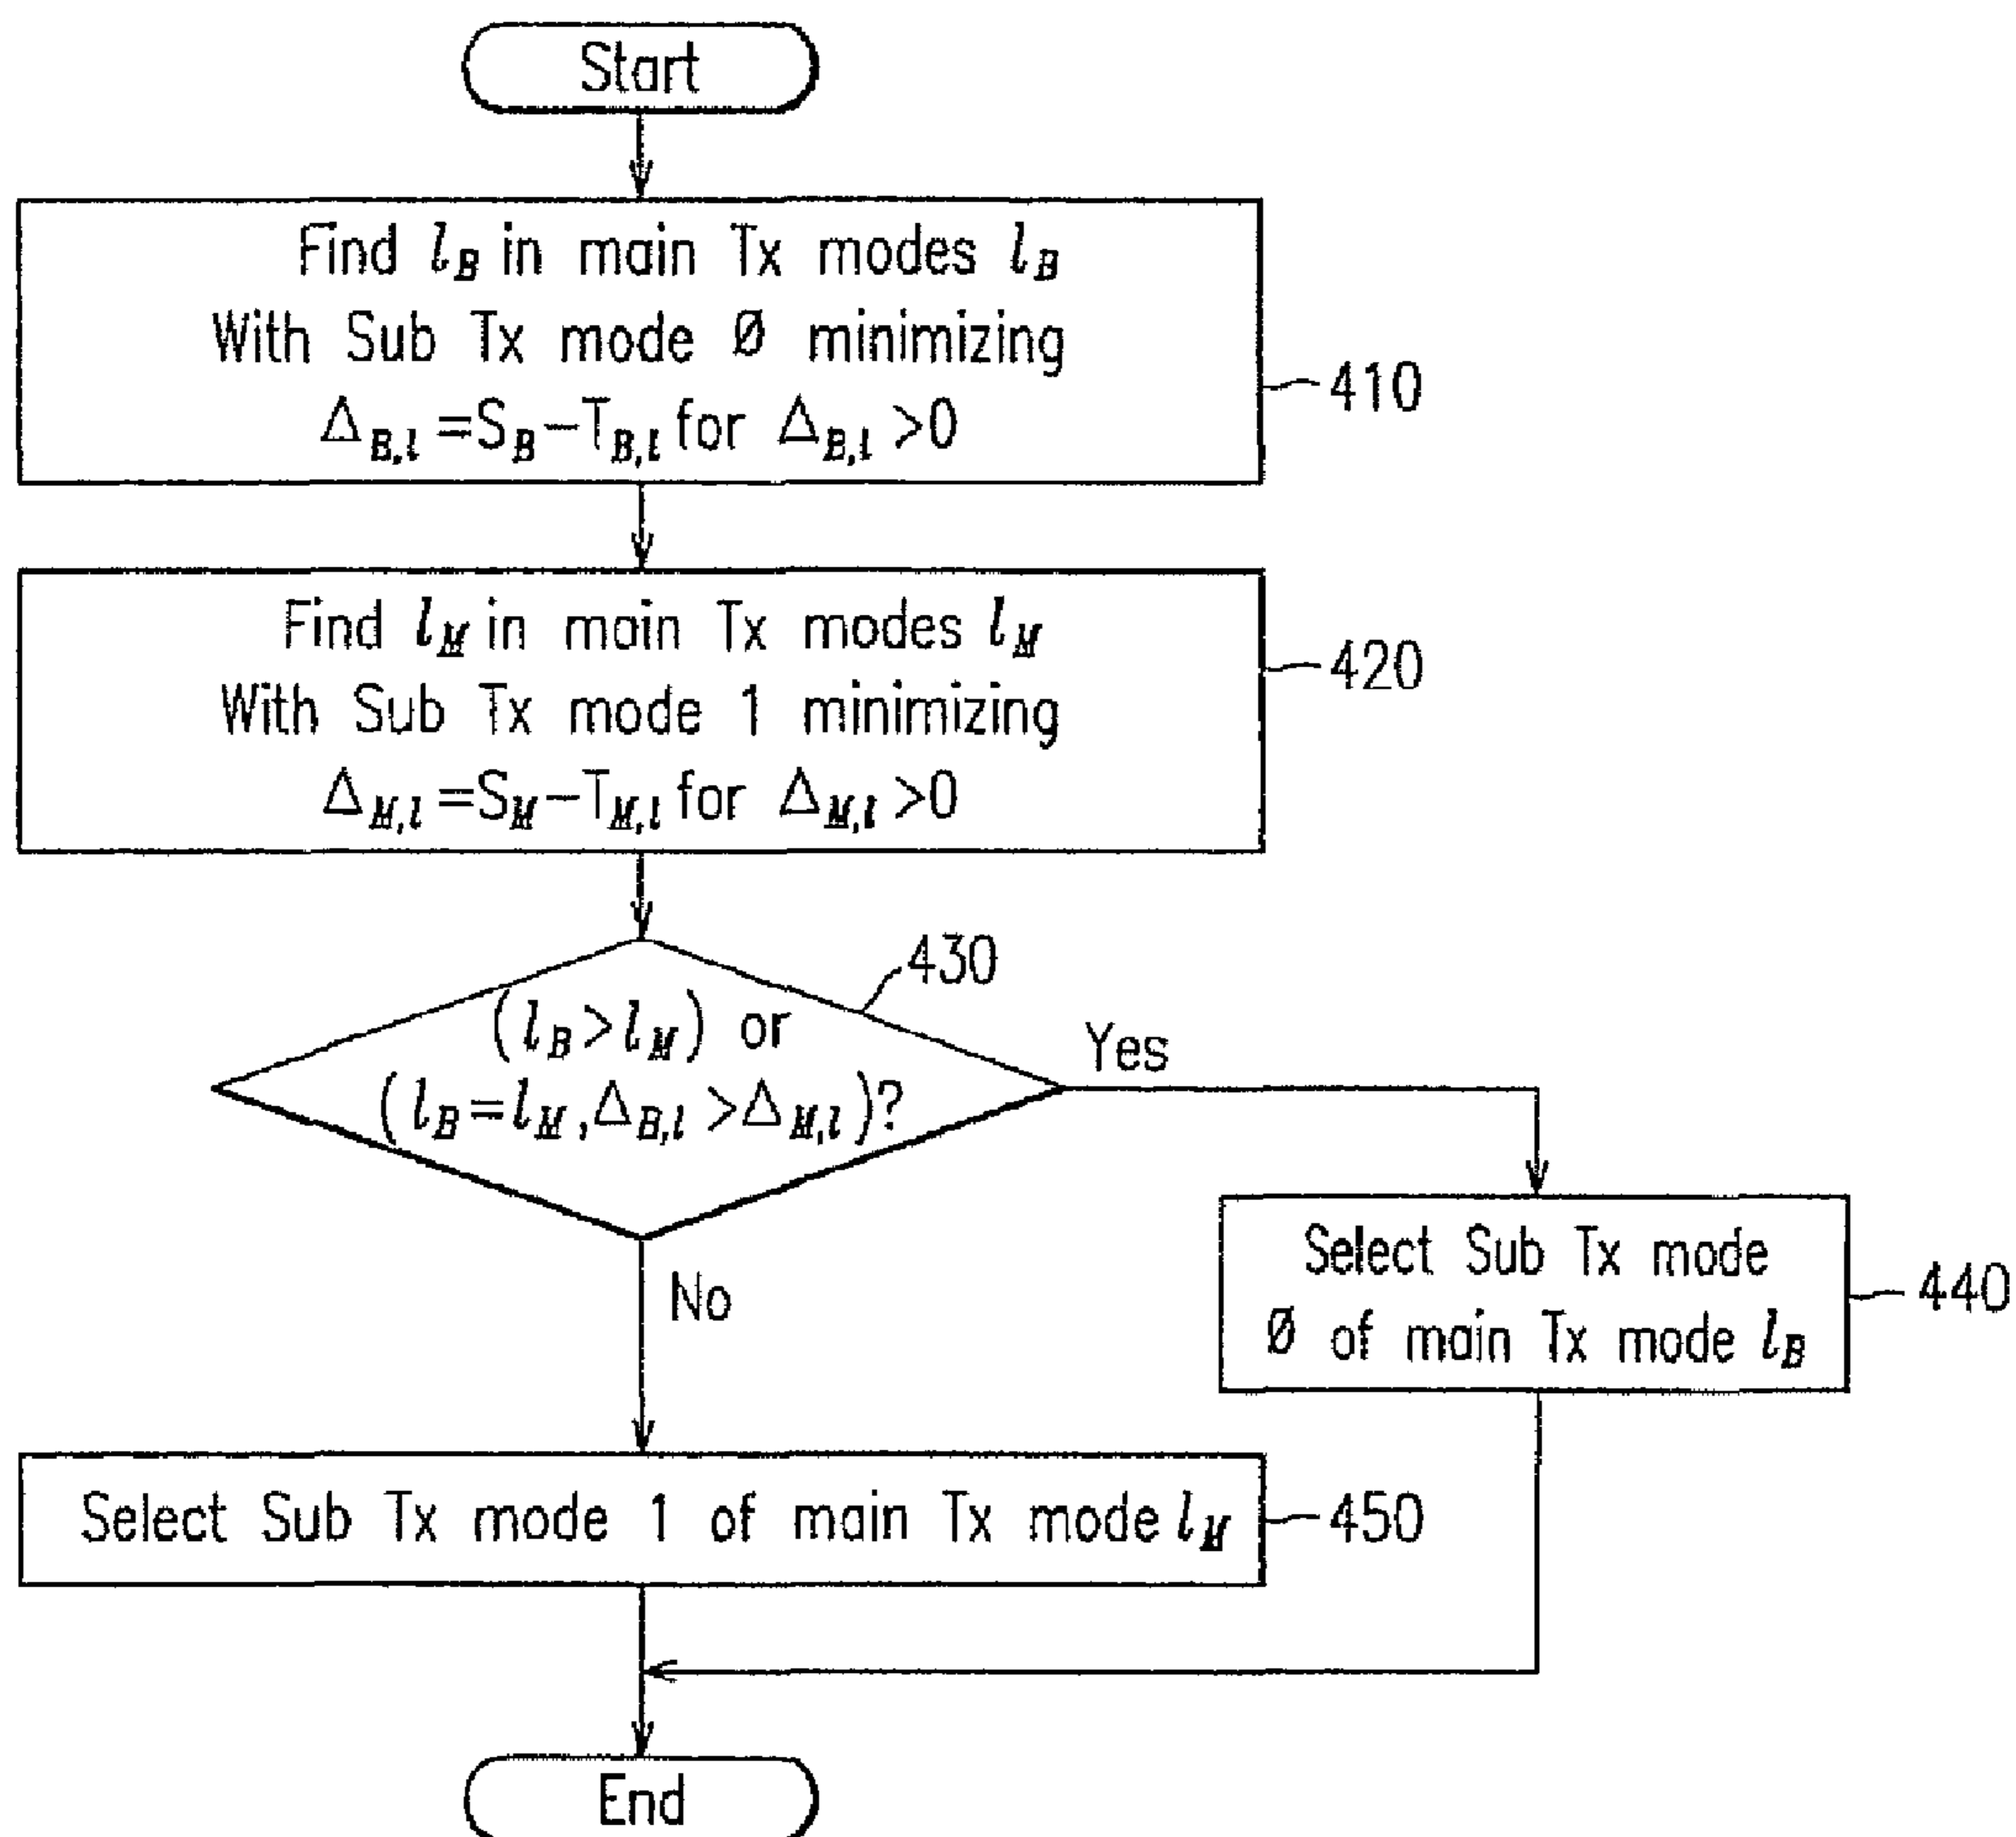 Start
Find l_B in main Tx modes l_B
With Sub Tx mode Ø minimizing
Δ_B,l = S_B − T_B,l for Δ_B,l > 0
410
Find l_M in main Tx modes l_M
With Sub Tx mode 1 minimizing
Δ_M,l = S_M − T_M,l for Δ_M,l > 0
420
430
(l_B > l_M) or
(l_B = l_M, Δ_B,l > Δ_M,l)?
Yes
No
Select Sub Tx mode
Ø of main Tx mode l_B
440
Select Sub Tx mode 1 of main Tx mode l_M
450
End